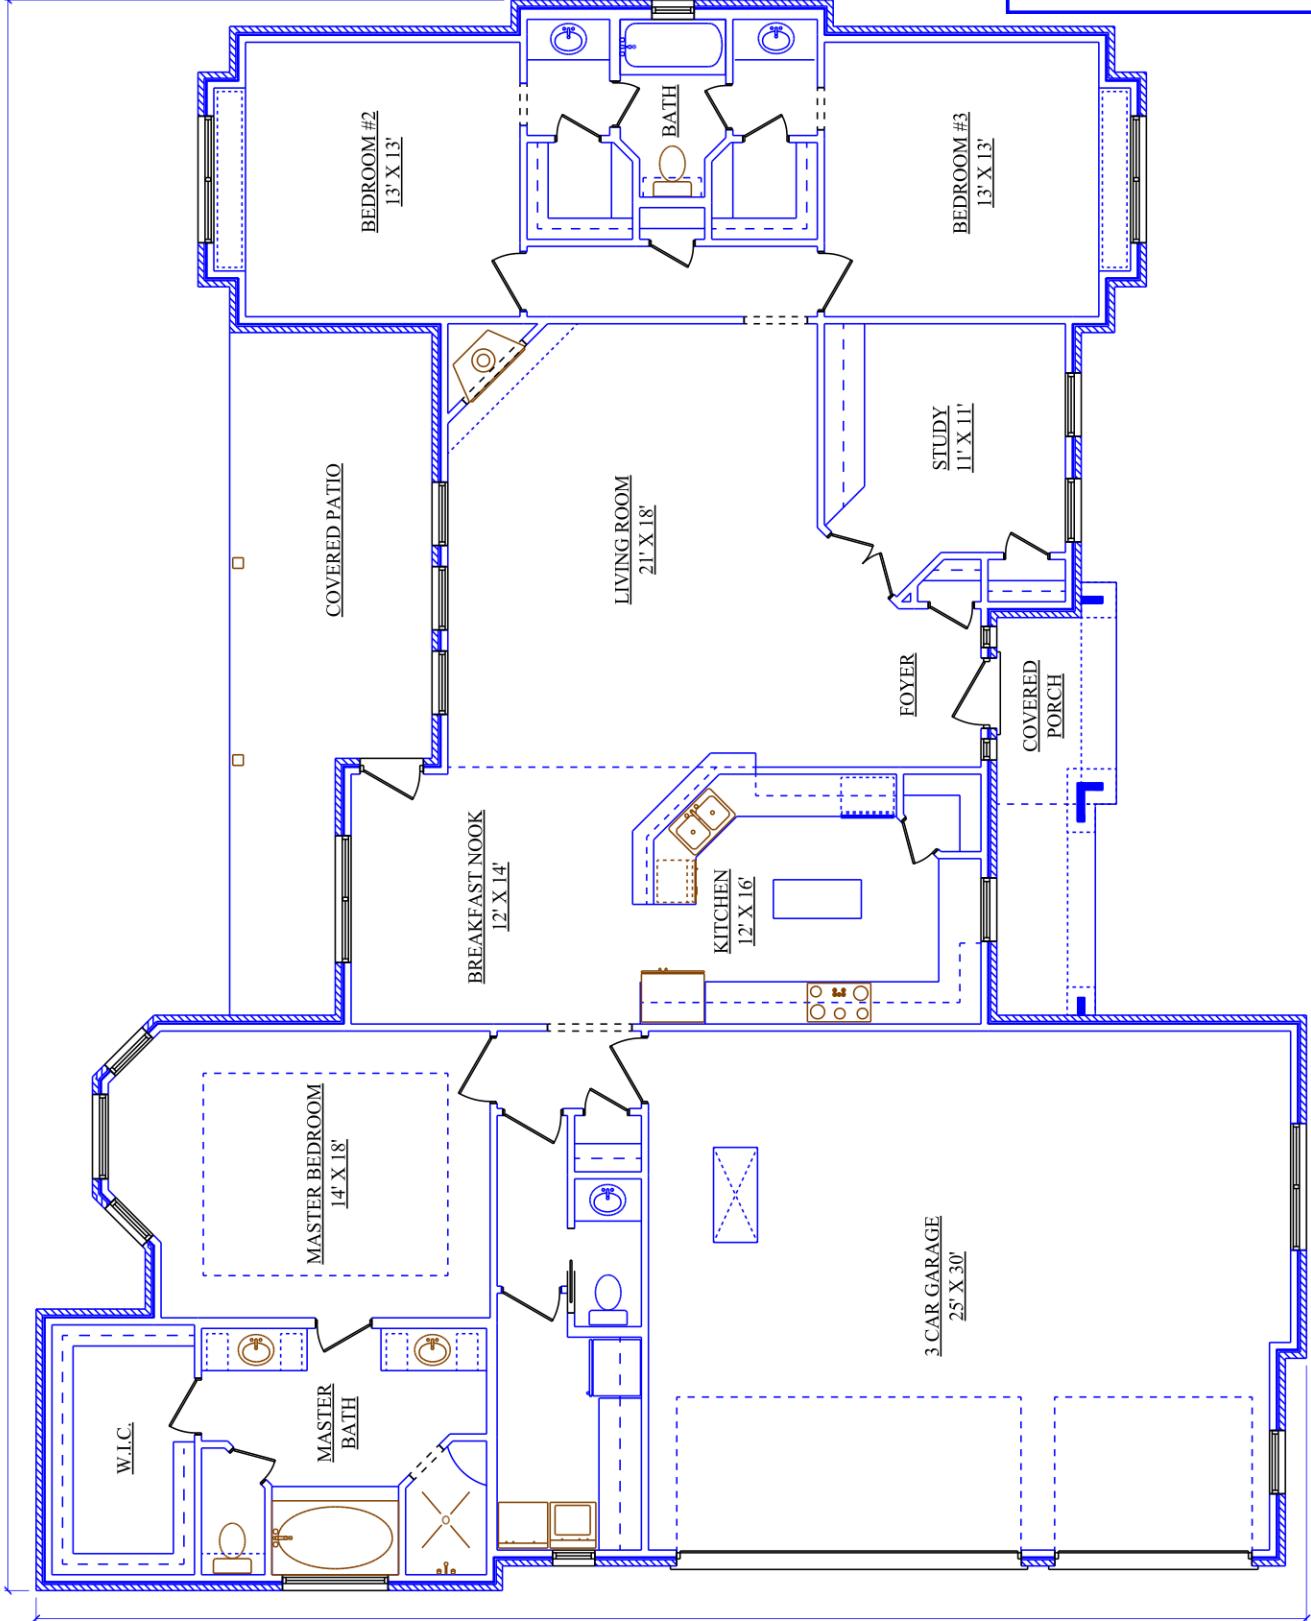 BEDROOM #2
13' X 13'
BATH
BEDROOM #3
13' X 13'
COVERED PATIO
LIVING ROOM
21' X 18'
STUDY
11' X 11'
FOYER
COVERED
PORCH
BREAKFAST NOOK
12' X 14'
KITCHEN
12' X 16'
MASTER BEDROOM
14' X 18'
3 CAR GARAGE
25' X 30'
W.I.C.
MASTER
BATH